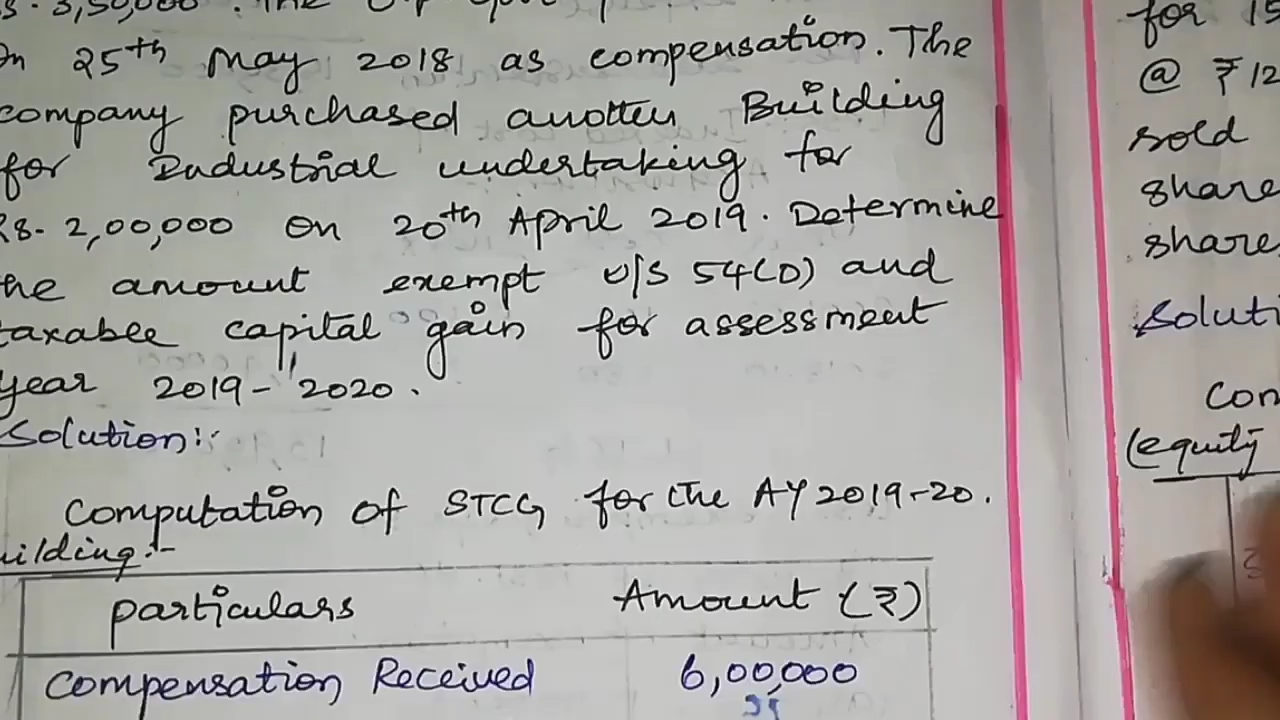 on 25th May 2018 as compensation. The
company purchased another Building
for Industrial undertaking for
Rs. 2,00,000 on 20th April 2019. Determine
the amount exempt U/S 54(D) and
taxable capital gain for assessment
year 2019-2020.
Solution:-
Computation of STCG for the AY 2019-20.
uilding:-
particulars Amount (₹)
Compensation Received 6,00,000
for 15
@ ₹12
sold
share
shares
Soluti
Com
(equity